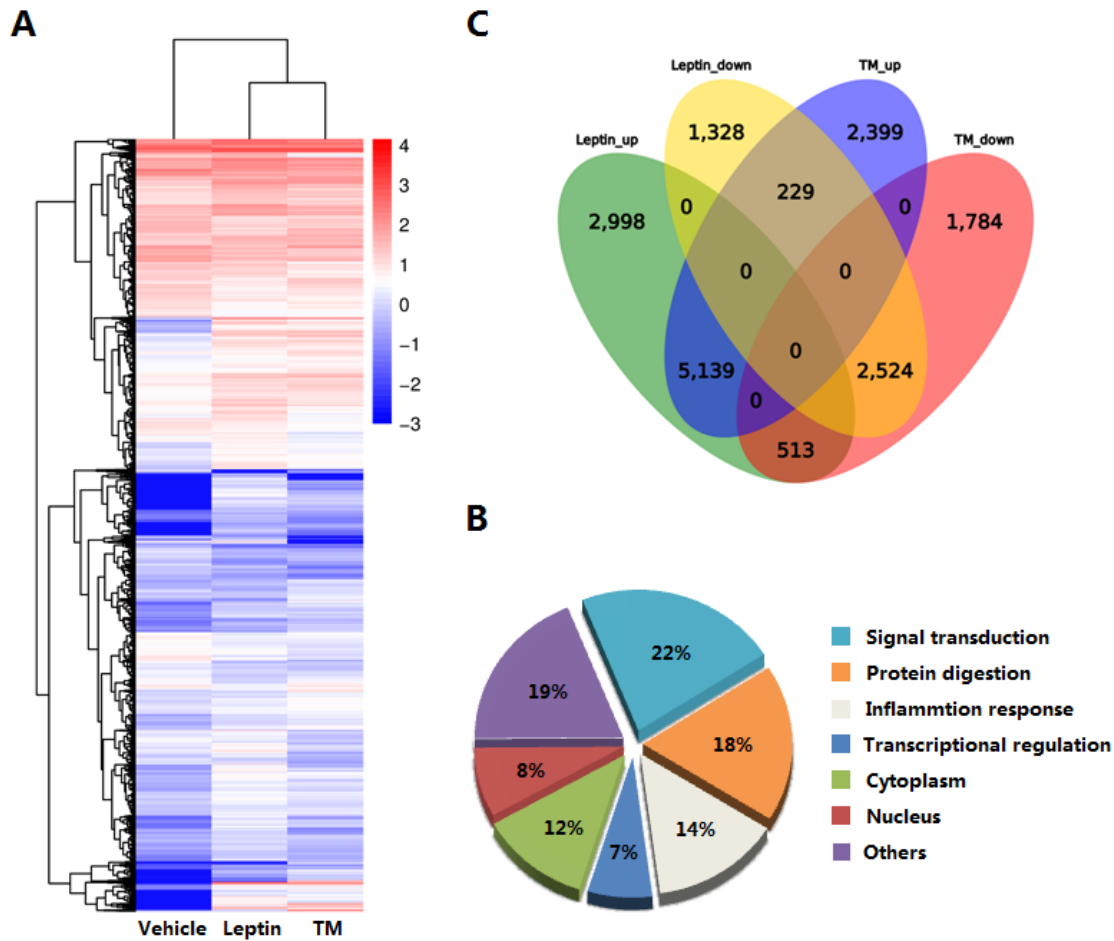 A
4
3
2
1
0
−1
−2
−3
Vehicle Leptin TM
C
Leptin_down
TM_up
Leptin_up
TM_down
1,328
2,399
2,998
0
229
0
1,784
0
0
0
5,139
2,524
0
513
B
22%
18%
14%
7%
12%
8%
19%
Signal transduction
Protein digestion
Inflammtion response
Transcriptional regulation
Cytoplasm
Nucleus
Others